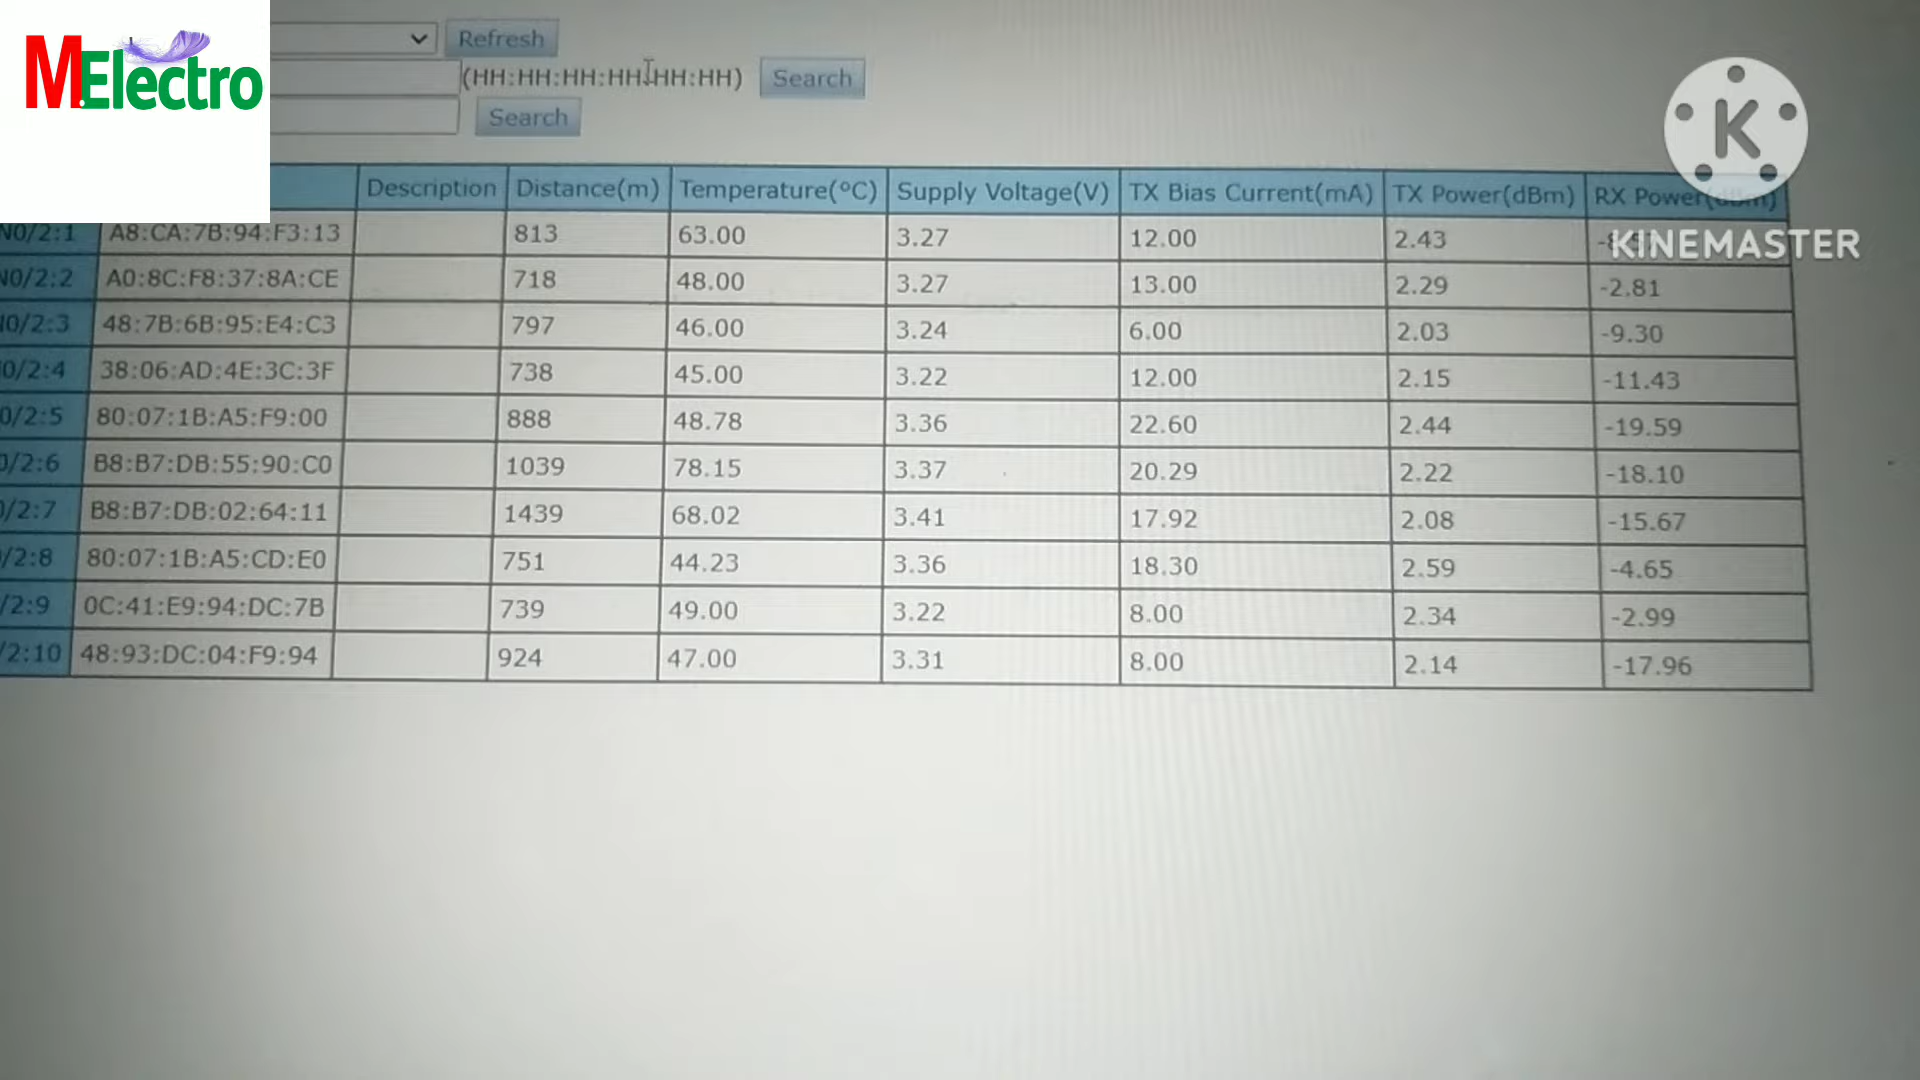 M.Electro
Refresh
(HH:HH:HH:HH:HH:HH) Search
Search
K
KINEMASTER
Description Distance(m) Temperature(°C) Supply Voltage(V) TX Bias Current(mA) TX Power(dBm) RX Power(dBm)
N0/2:1 A8:CA:7B:94:F3:13 813 63.00 3.27 12.00 2.43
N0/2:2 A0:8C:F8:37:8A:CE 718 48.00 3.27 13.00 2.29 -2.81
0/2:3 48:7B:6B:95:E4:C3 797 46.00 3.24 6.00 2.03 -9.30
0/2:4 38:06:AD:4E:3C:3F 738 45.00 3.22 12.00 2.15 -11.43
0/2:5 80:07:1B:A5:F9:00 888 48.78 3.36 22.60 2.44 -19.59
0/2:6 B8:B7:DB:55:90:C0 1039 78.15 3.37 20.29 2.22 -18.10
/2:7 B8:B7:DB:02:64:11 1439 68.02 3.41 17.92 2.08 -15.67
/2:8 80:07:1B:A5:CD:E0 751 44.23 3.36 18.30 2.59 -4.65
/2:9 0C:41:E9:94:DC:7B 739 49.00 3.22 8.00 2.34 -2.99
/2:10 48:93:DC:04:F9:94 924 47.00 3.31 8.00 2.14 -17.96